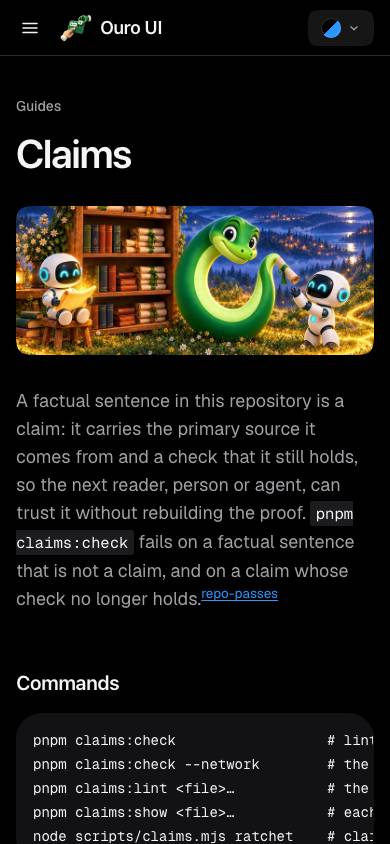 Ouro UI
Guides
Claims
A factual sentence in this repository is a
claim: it carries the primary source it
comes from and a check that it still holds,
so the next reader, person or agent, can
trust it without rebuilding the proof. pnpm
claims:check fails on a factual sentence
that is not a claim, and on a claim whose
check no longer holds.repo-passes
Commands
pnpm claims:check # lint
pnpm claims:check --network # the
pnpm claims:lint <file>… # the
pnpm claims:show <file>… # each
node scripts/claims.mjs ratchet # clai